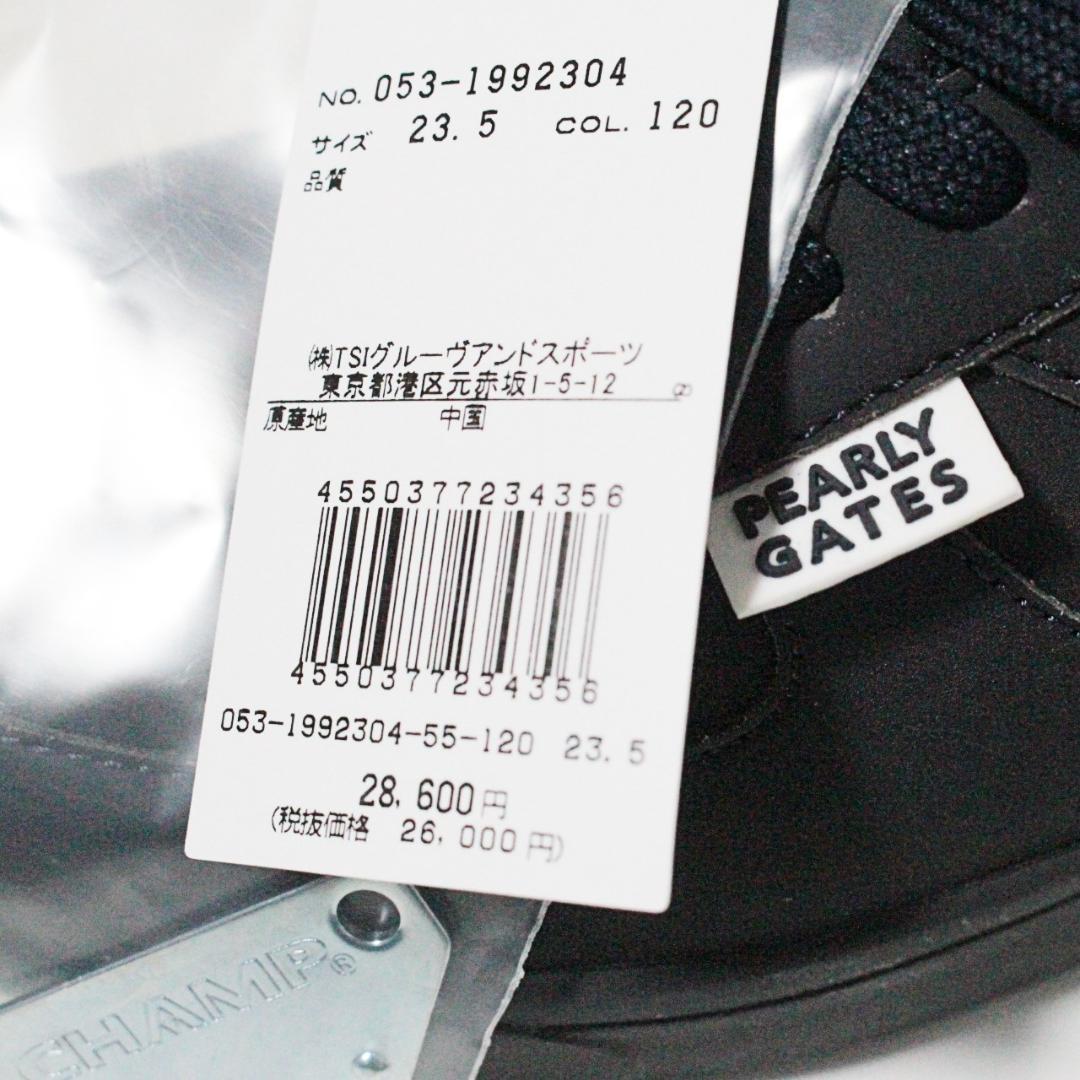 NO. 053-1992304
サイズ 23.5 COL. 120
品質
㈱TSIグルーヴアンドスポーツ
東京都港区元赤坂1-5-12
原産地 中国
4550377234356
4550377234356
053-1992304-55-120 23.5
28,600円
(税抜価格 26,000円)
PEARLY
GATES
CHAMP®